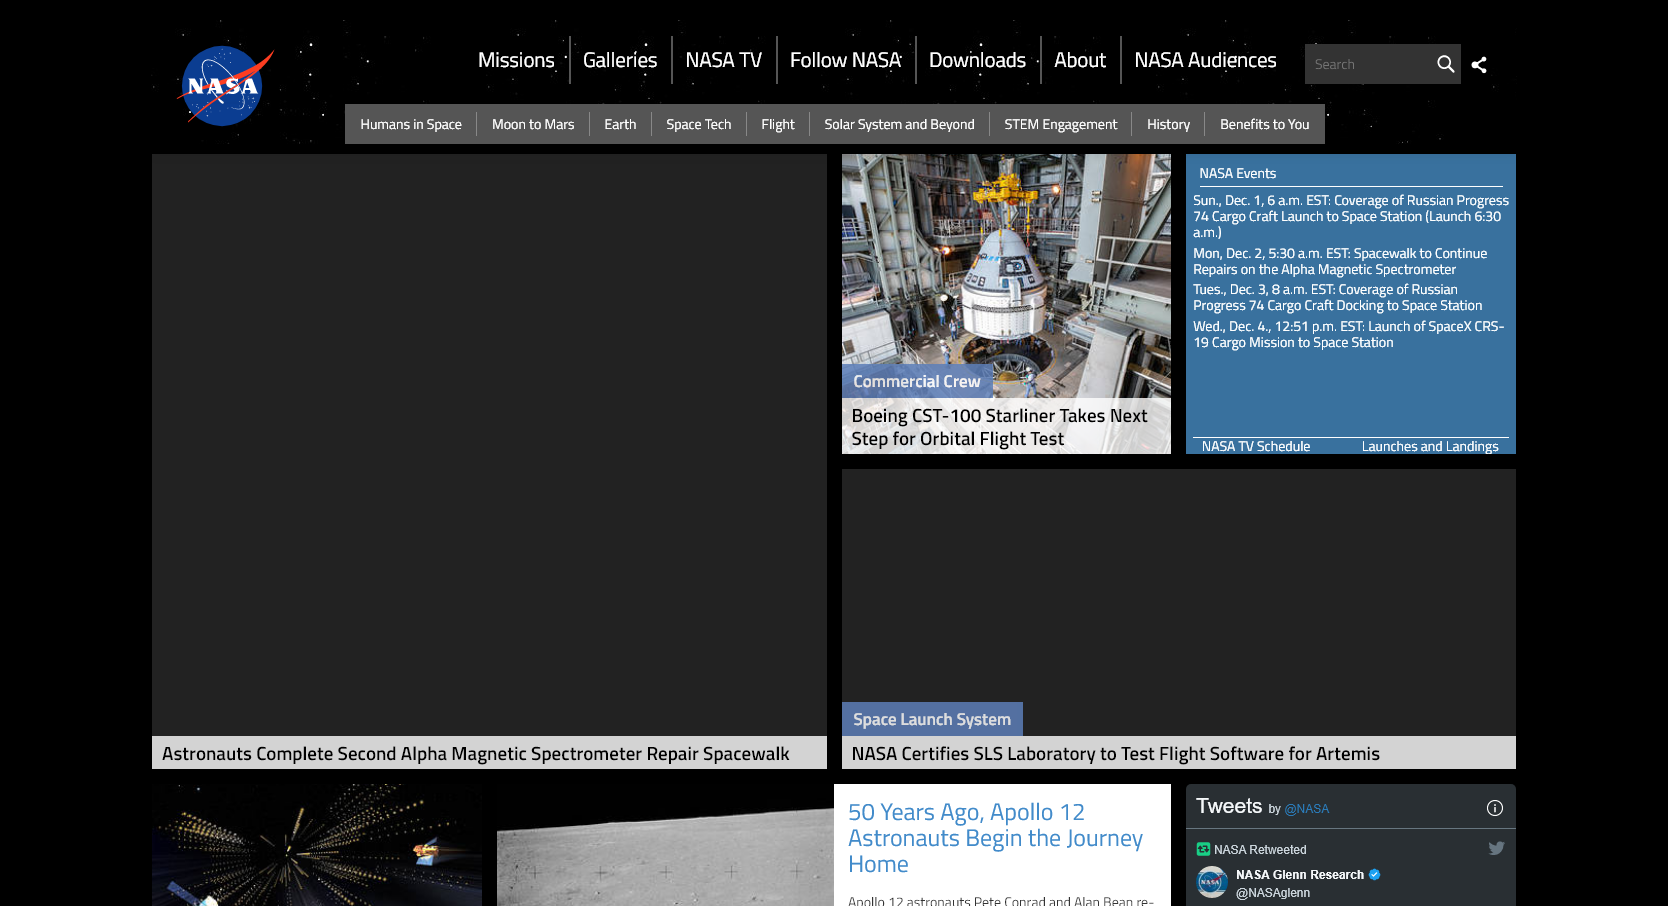 NASA
Missions
Galleries
NASA TV
Follow NASA
Downloads
About
NASA Audiences
Search
Humans in Space
Moon to Mars
Earth
Space Tech
Flight
Solar System and Beyond
STEM Engagement
History
Benefits to You
Commercial Crew
Boeing CST-100 Starliner Takes Next
Step for Orbital Flight Test
NASA Events
Sun., Dec. 1, 6 a.m. EST: Coverage of Russian Progress
74 Cargo Craft Launch to Space Station (Launch 6:30
a.m.)
Mon, Dec. 2, 5:30 a.m. EST: Spacewalk to Continue
Repairs on the Alpha Magnetic Spectrometer
Tues., Dec. 3, 8 a.m. EST: Coverage of Russian
Progress 74 Cargo Craft Docking to Space Station
Wed., Dec. 4., 12:51 p.m. EST: Launch of SpaceX CRS-
19 Cargo Mission to Space Station
NASA TV Schedule
Launches and Landings
Astronauts Complete Second Alpha Magnetic Spectrometer Repair Spacewalk
Space Launch System
NASA Certifies SLS Laboratory to Test Flight Software for Artemis
50 Years Ago, Apollo 12
Astronauts Begin the Journey
Home
Apollo 12 astronauts Pete Conrad and Alan Bean re-
Tweets by @NASA
NASA Retweeted
NASA Glenn Research
@NASAglenn